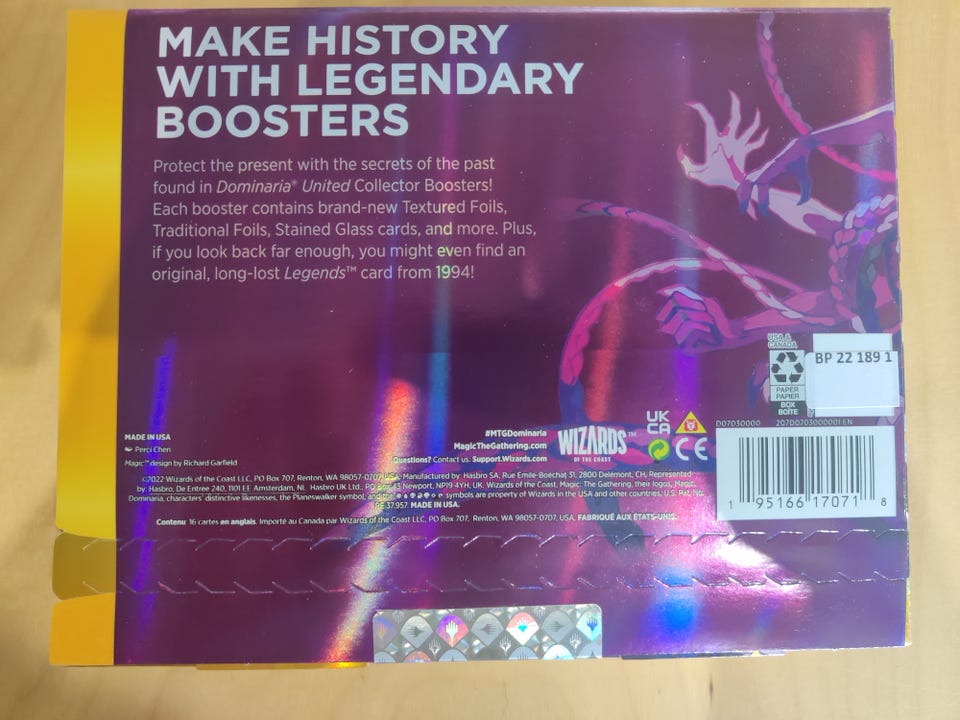 MAKE HISTORY
WITH LEGENDARY
BOOSTERS
Protect the present with the secrets of the past
found in Dominaria® United Collector Boosters!
Each booster contains brand-new Textured Foils,
Traditional Foils, Stained Glass cards, and more. Plus,
if you look back far enough, you might even find an
original, long-lost Legends™ card from 1994!
USA &
CANADA
PAPER
PAPIER
BOX
BOÎTE
BP 22 189 1
MADE IN USA
Perci Chen
Magic™ design by Richard Garfield
#MTGDominaria
MagicTheGathering.com
Questions? Contact us. Support.Wizards.com
WIZARDS™
OF THE COAST
UK
CA
CE
D07030000 207D0703000001EN
1 95166 17071 8
©2022 Wizards of the Coast LLC, PO Box 707, Renton, WA 98057-0707, USA. Manufactured by: Hasbro SA, Rue Emile-Boéchat 31, 2800 Delémont, CH. Represented
by: Hasbro, De Entree 240, 1101 EE Amsterdam, NL. Hasbro UK Ltd., PO Box 43 Newport, NP19 4YH, UK. Wizards of the Coast, Magic: The Gathering, their logos, Magic,
Dominaria, characters' distinctive likenesses, the Planeswalker symbol, and the symbols are property of Wizards in the USA and other countries. U.S. Pat. No.
RE 37,957. MADE IN USA.
Contenu: 16 cartes en anglais. Importé au Canada par Wizards of the Coast LLC, PO Box 707, Renton, WA 98057-0707, USA. FABRIQUÉ AUX ÉTATS-UNIS.